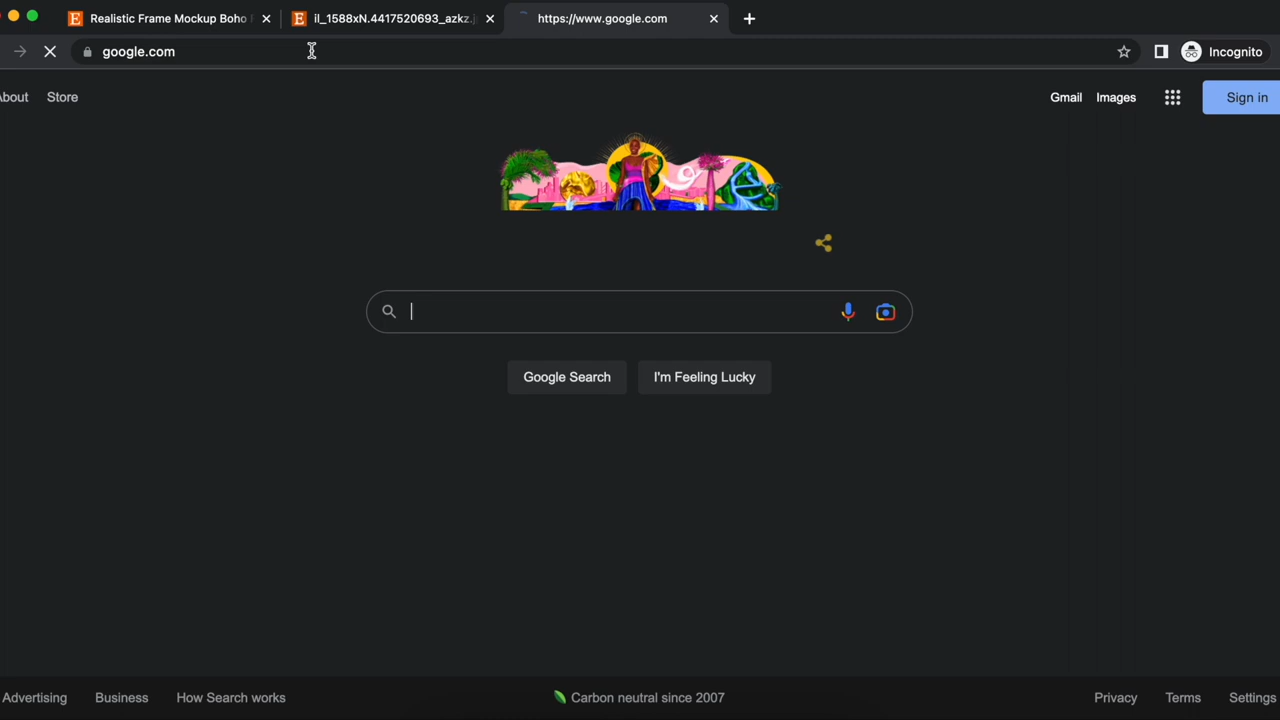 Realistic Frame Mockup Boho
il_1588xN.4417520693_azkz.j
https://www.google.com
google.com
Incognito
About
Store
Gmail
Images
Sign in
Google Search
I'm Feeling Lucky
Advertising
Business
How Search works
Carbon neutral since 2007
Privacy
Terms
Settings